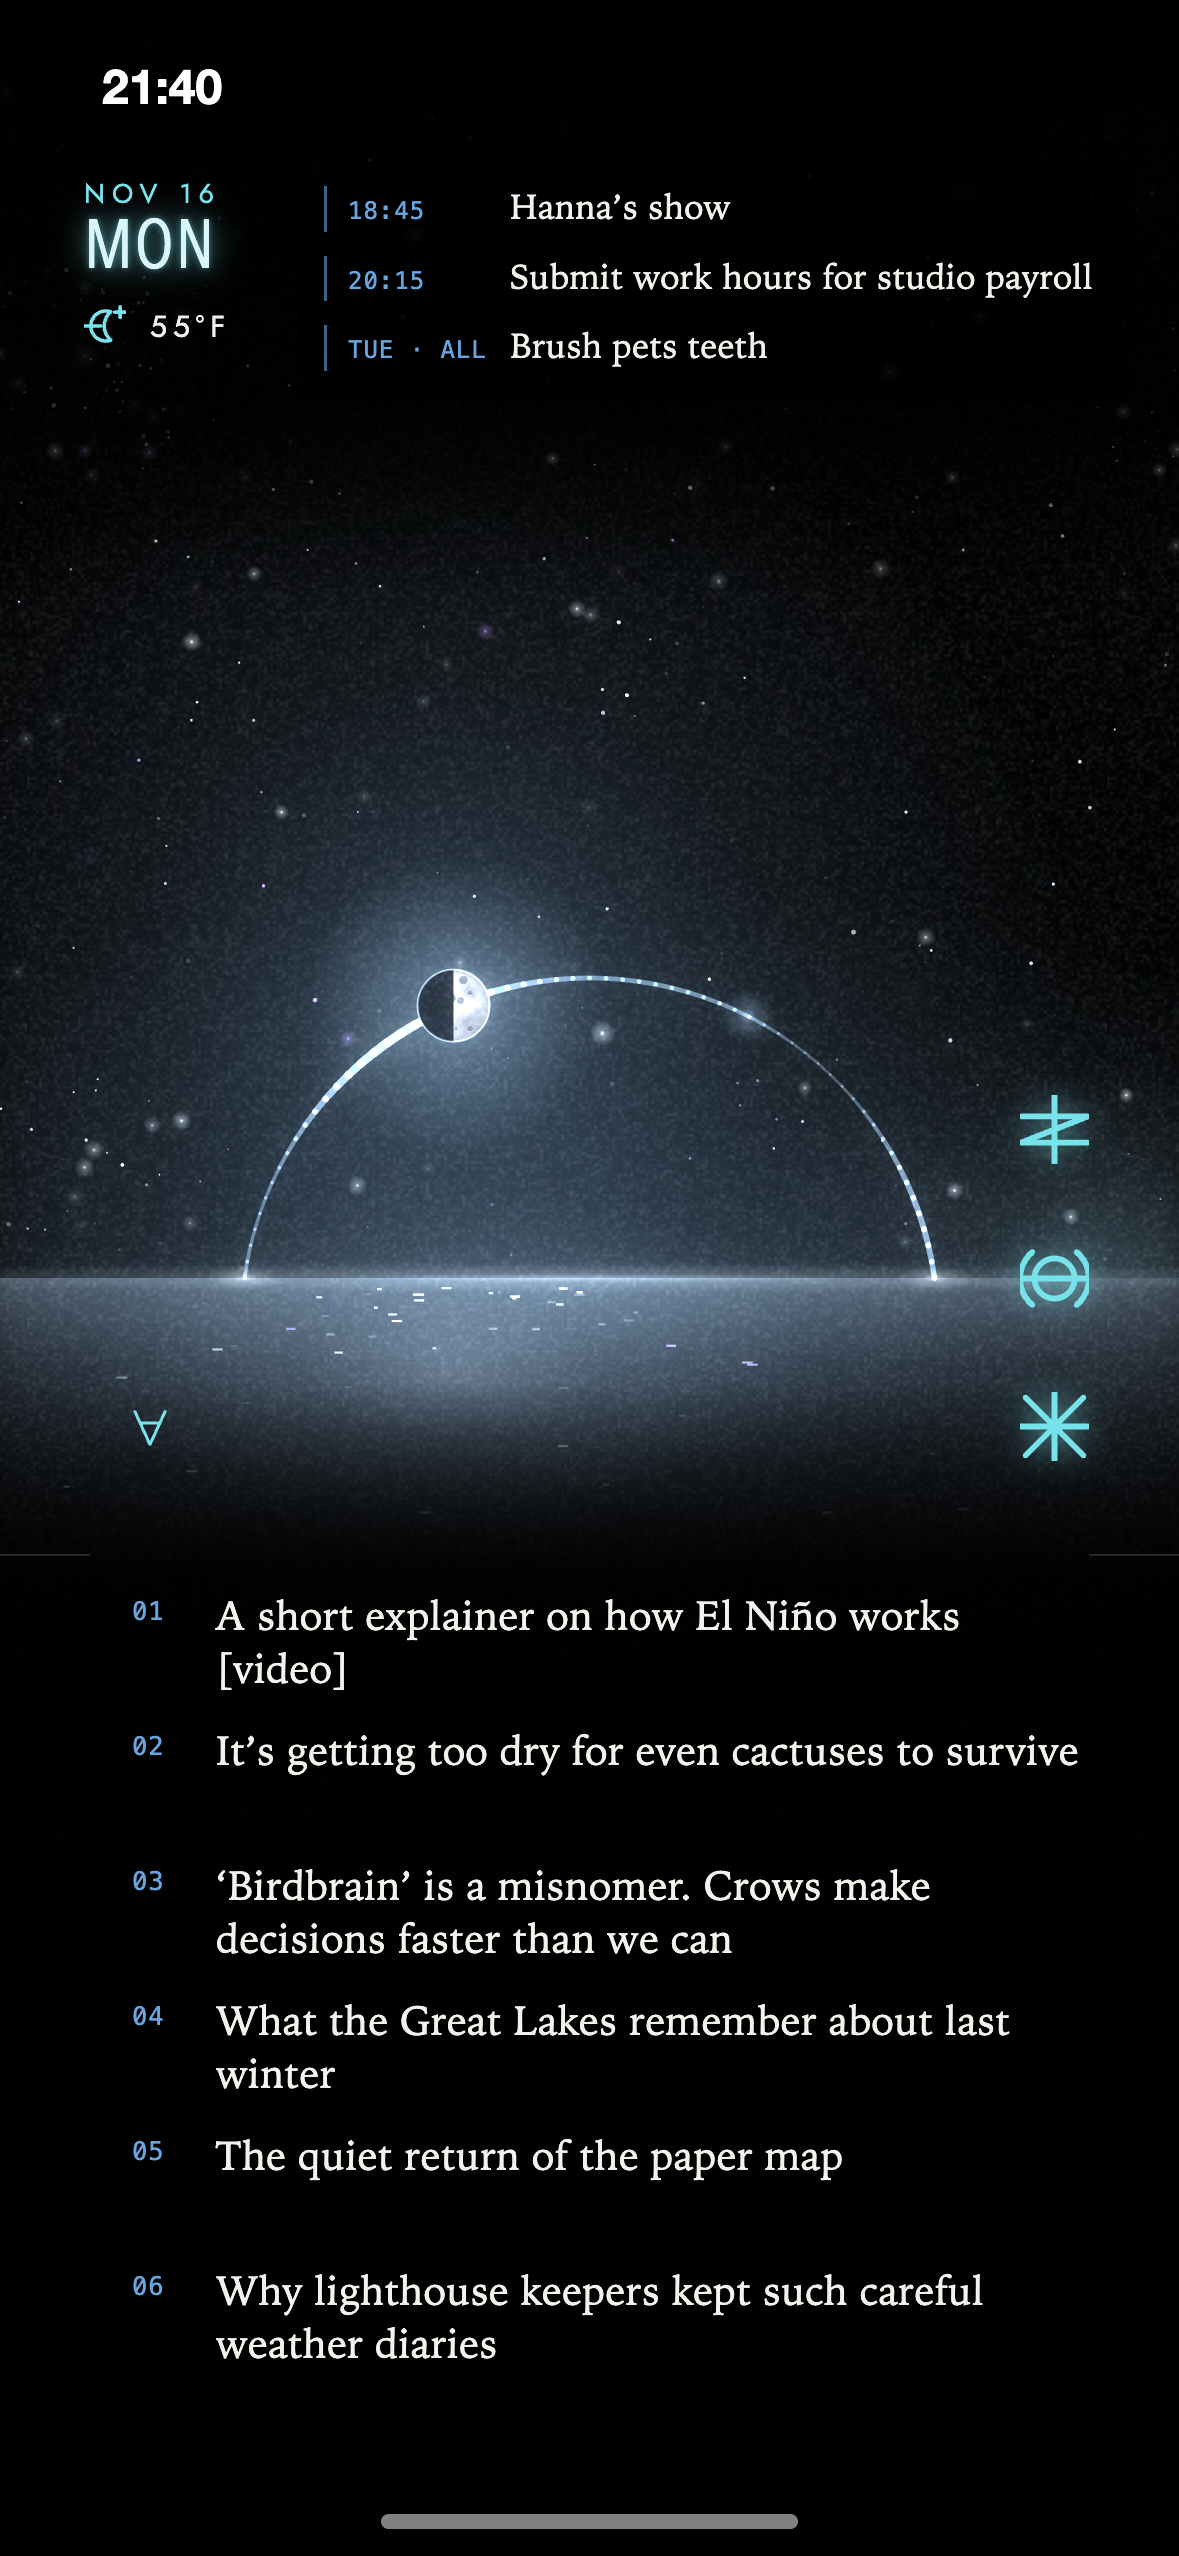 21:40
NOV 16
MON
55°F
18:45 Hanna’s show
20:15 Submit work hours for studio payroll
TUE · ALL Brush pets teeth
01 A short explainer on how El Niño works
[video]
02 It’s getting too dry for even cactuses to survive
03 ‘Birdbrain’ is a misnomer. Crows make
decisions faster than we can
04 What the Great Lakes remember about last
winter
05 The quiet return of the paper map
06 Why lighthouse keepers kept such careful
weather diaries